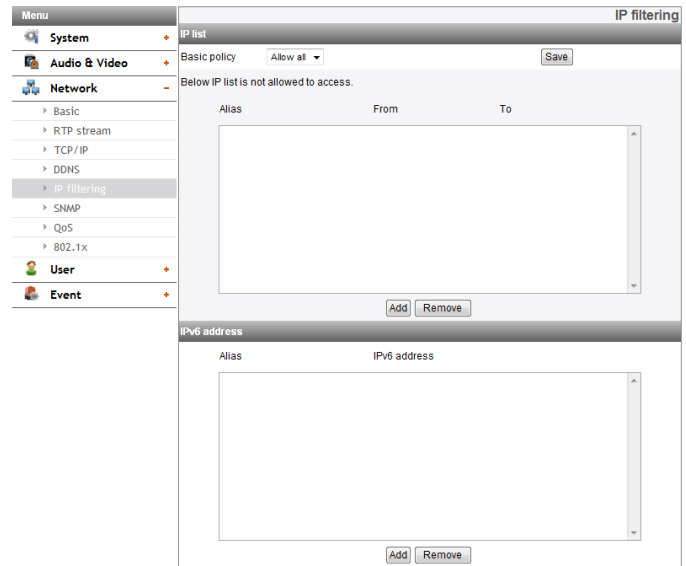 Menu
System
Audio & Video
Network
Basic
RTP stream
TCP/IP
DDNS
IP filtering
SNMP
QoS
802.1x
User
Event
IP filtering
IP list
Basic policy Allow all Save
Below IP list is not allowed to access.
Alias From To
Add Remove
IPv6 address
Alias IPv6 address
Add Remove